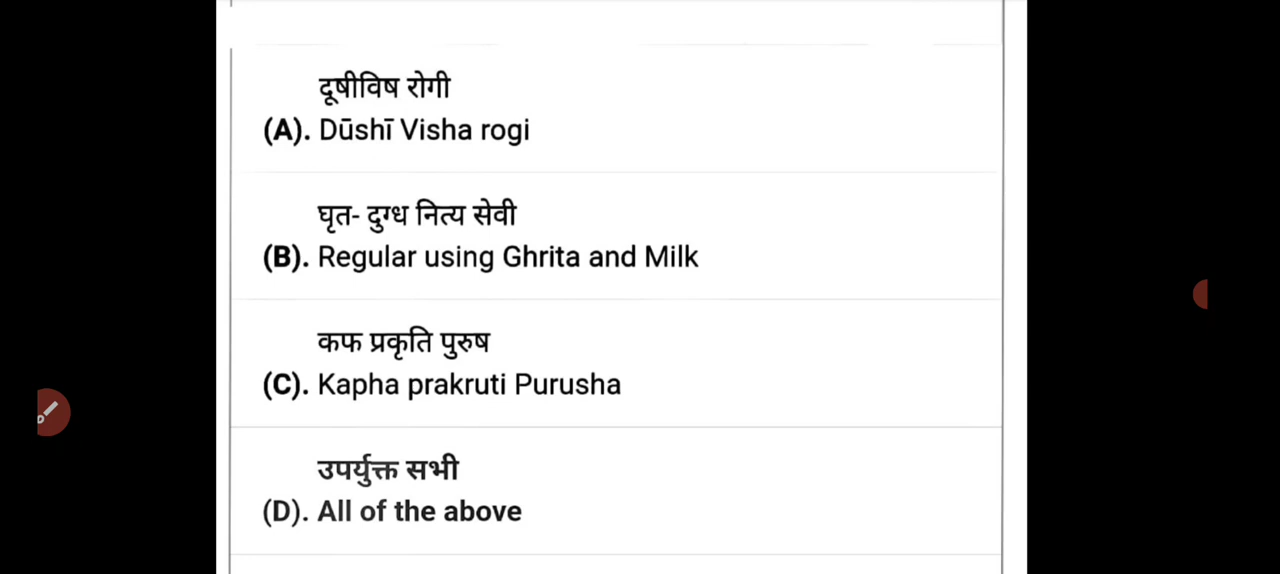 दूषीविष रोगी
(A). Dūshī Visha rogi
घृत- दुग्ध नित्य सेवी
(B). Regular using Ghrita and Milk
कफ प्रकृति पुरुष
(C). Kapha prakruti Purusha
उपर्युक्त सभी
(D). All of the above